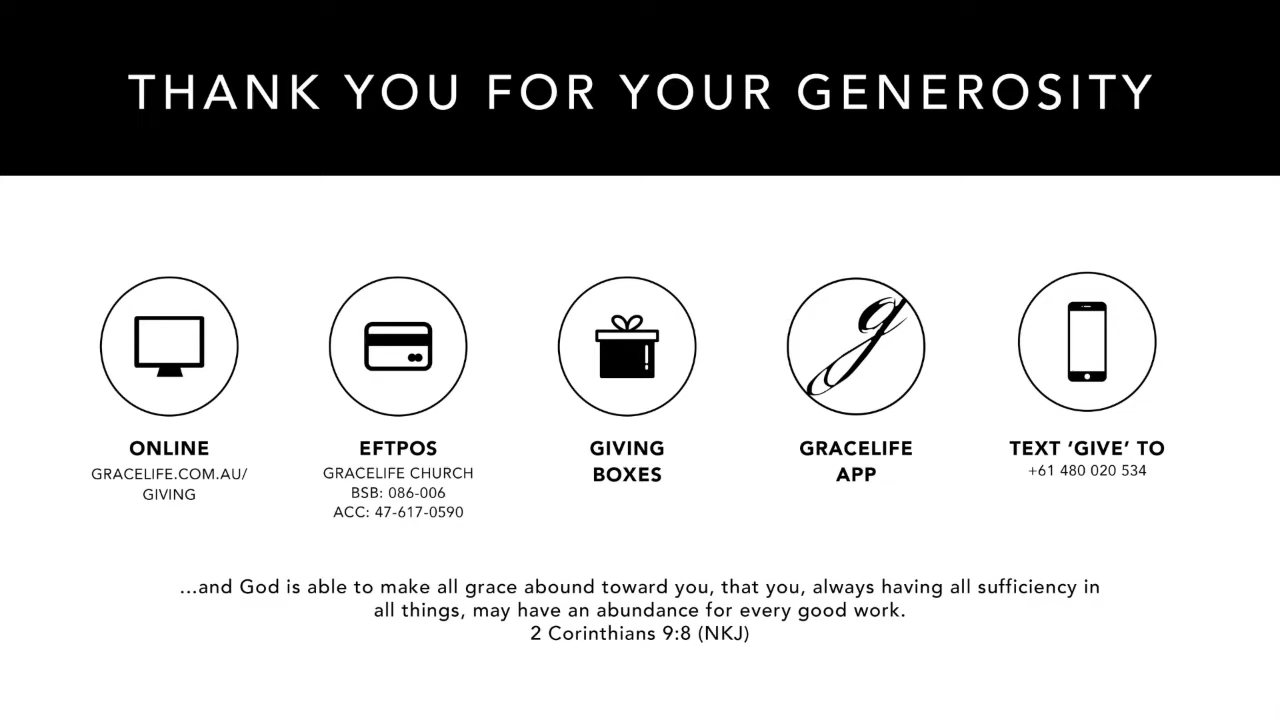 THANK YOU FOR YOUR GENEROSITY
g
ONLINE
GRACELIFE.COM.AU/
GIVING
EFTPOS
GRACELIFE CHURCH
BSB: 086-006
ACC: 47-617-0590
GIVING
BOXES
GRACELIFE
APP
TEXT ‘GIVE’ TO
+61 480 020 534
...and God is able to make all grace abound toward you, that you, always having all sufficiency in
all things, may have an abundance for every good work.
2 Corinthians 9:8 (NKJ)